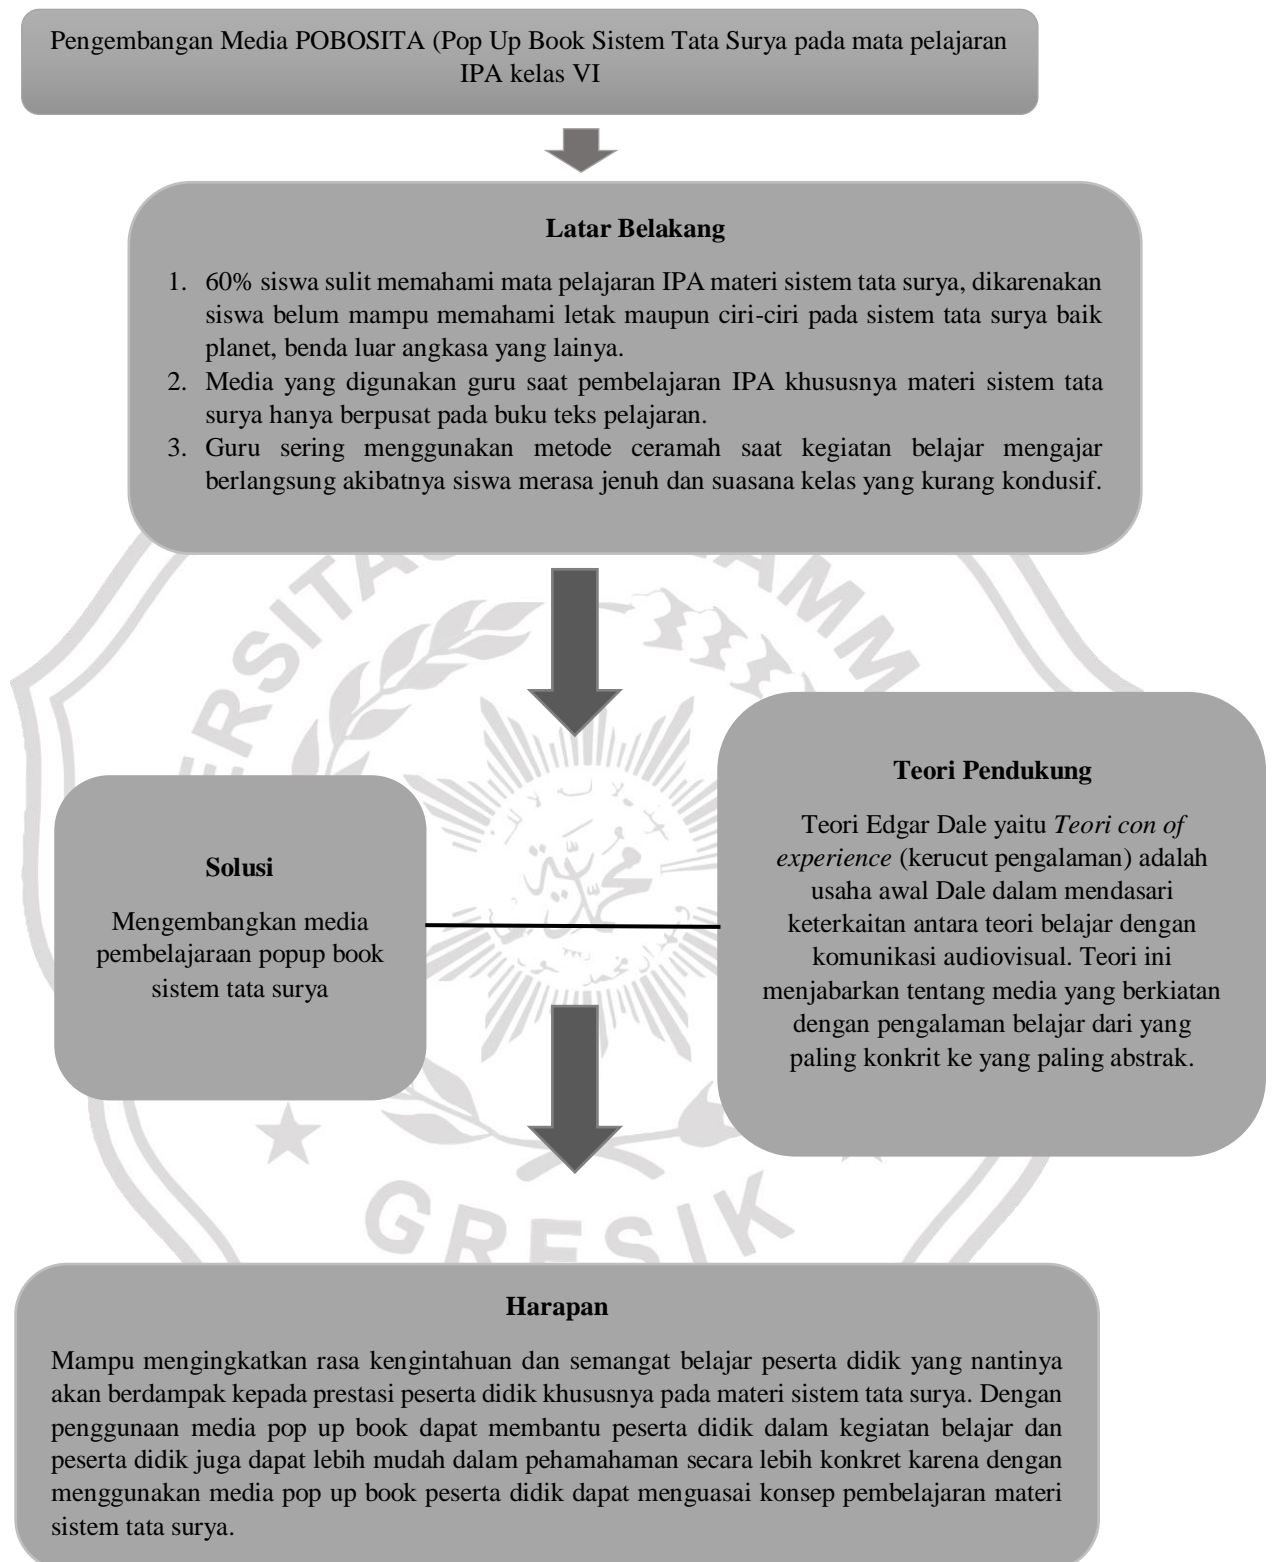 Pengembangan Media POBOSITA (Pop Up Book Sistem Tata Surya pada mata pelajaran
IPA kelas VI
Latar Belakang
1. 60% siswa sulit memahami mata pelajaran IPA materi sistem tata surya, dikarenakan
siswa belum mampu memahami letak maupun ciri-ciri pada sistem tata surya baik
planet, benda luar angkasa yang lainya.
2. Media yang digunakan guru saat pembelajaran IPA khususnya materi sistem tata
surya hanya berpusat pada buku teks pelajaran.
3. Guru sering menggunakan metode ceramah saat kegiatan belajar mengajar
berlangsung akibatnya siswa merasa jenuh dan suasana kelas yang kurang kondusif.
Solusi
Mengembangkan media
pembelajaraan popup book
sistem tata surya
Teori Pendukung
Teori Edgar Dale yaitu Teori con of
experience (kerucut pengalaman) adalah
usaha awal Dale dalam mendasari
keterkaitan antara teori belajar dengan
komunikasi audiovisual. Teori ini
menjabarkan tentang media yang berkiatan
dengan pengalaman belajar dari yang
paling konkrit ke yang paling abstrak.
GRESIK
Harapan
Mampu mengingkatkan rasa kengintahuan dan semangat belajar peserta didik yang nantinya
akan berdampak kepada prestasi peserta didik khususnya pada materi sistem tata surya. Dengan
penggunaan media pop up book dapat membantu peserta didik dalam kegiatan belajar dan
peserta didik juga dapat lebih mudah dalam pehamahaman secara lebih konkret karena dengan
menggunakan media pop up book peserta didik dapat menguasai konsep pembelajaran materi
sistem tata surya.